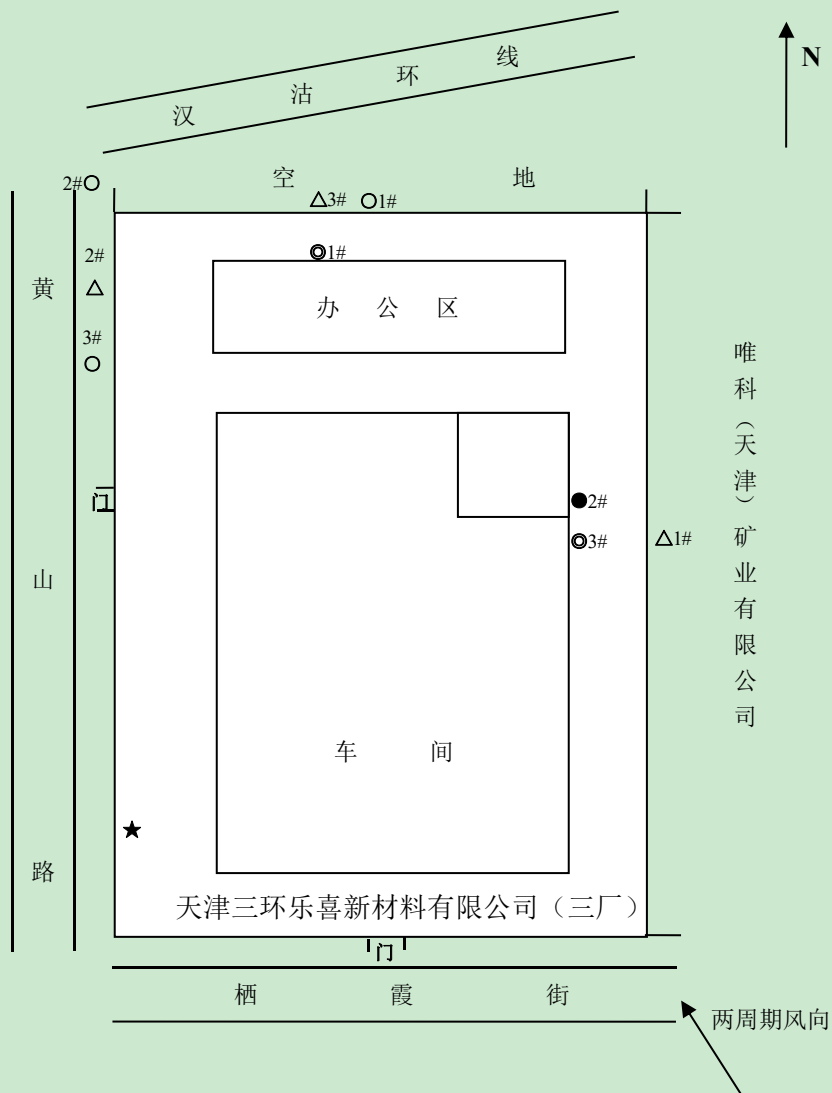 汉沽环线
N
空地
2#
3# 1#
1#
2#
办公区
3#
黄山路
唯科（天津）矿业有限公司
2#
门
3#
1#
车间
天津三环乐喜新材料有限公司（三厂）
门
栖霞街
两周期风向